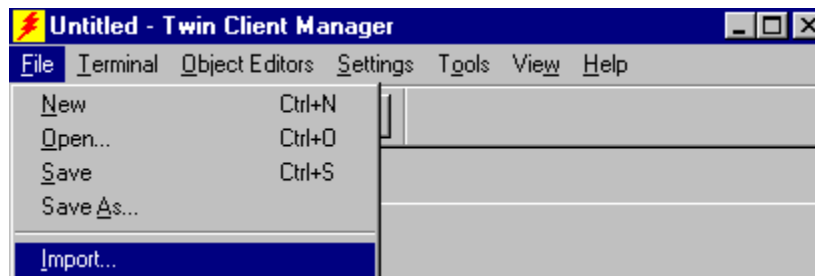 Untitled - Twin Client Manager
File Terminal Object Editors Settings Tools View Help
New Ctrl+N
Open... Ctrl+O
Save Ctrl+S
Save As...
Import...